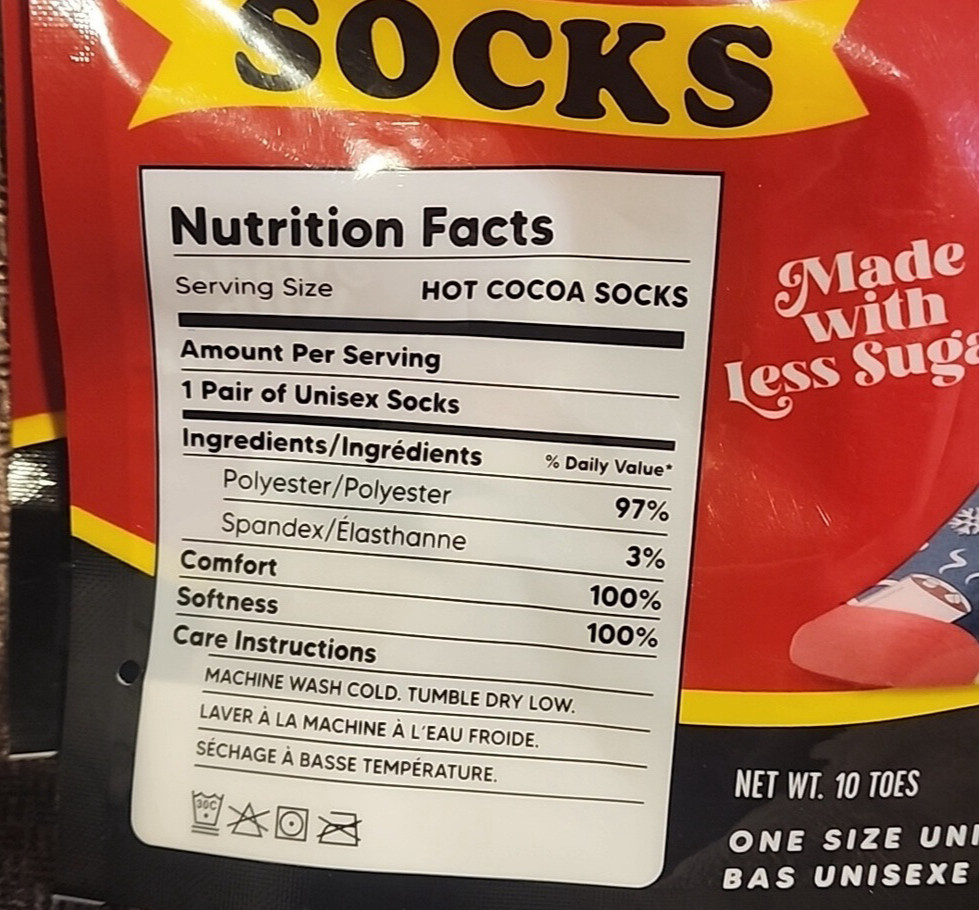 SOCKS
Nutrition Facts
Serving Size HOT COCOA SOCKS
Amount Per Serving
1 Pair of Unisex Socks
Ingredients/Ingrédients % Daily Value*
Polyester/Polyester 97%
Spandex/Élasthanne 3%
Comfort 100%
Softness 100%
Care Instructions
MACHINE WASH COLD. TUMBLE DRY LOW.
LAVER À LA MACHINE À L'EAU FROIDE.
SÉCHAGE À BASSE TEMPÉRATURE.
30C
Made
with
Less
NET WT. 10 TOES
ONE SIZE
BAS UNISEXE